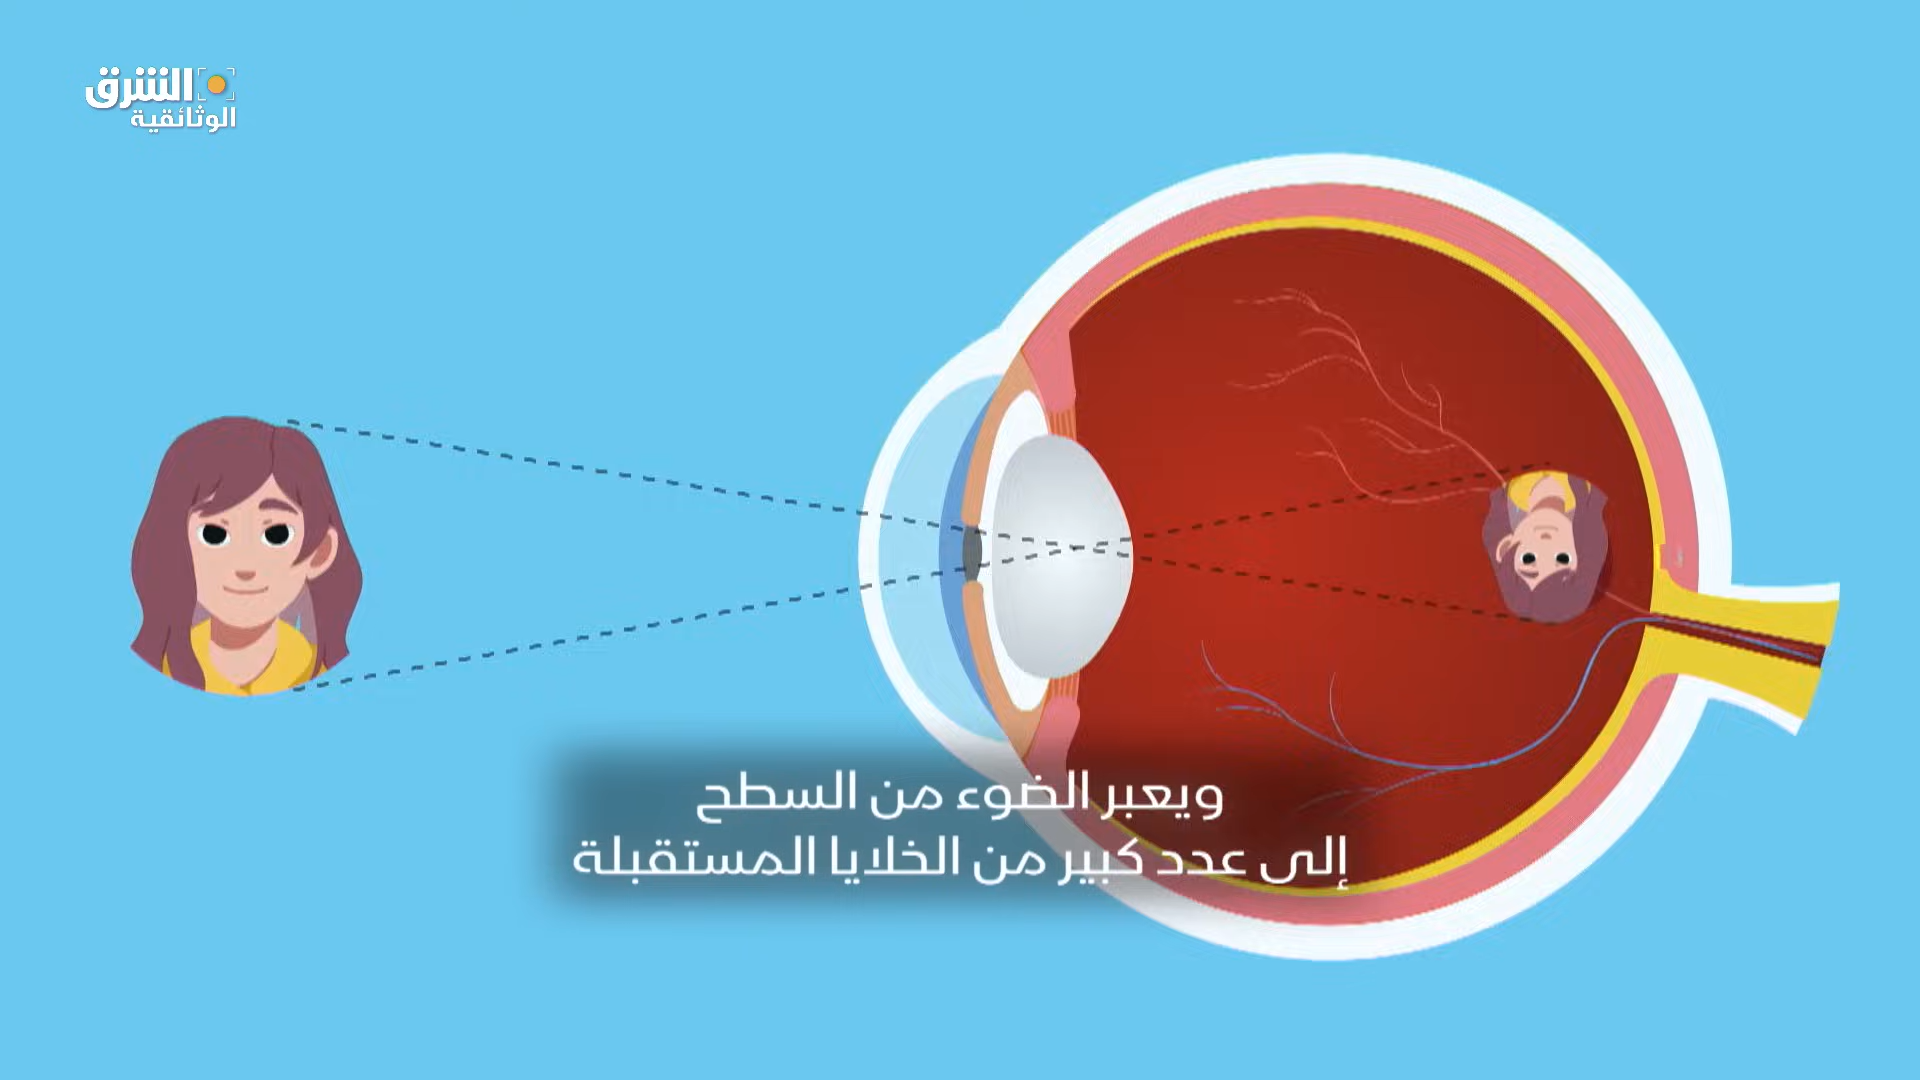 الشرق
الوثائقية
ويعبر الضوء من السطح
إلى عدد كبير من الخلايا المستقبلة